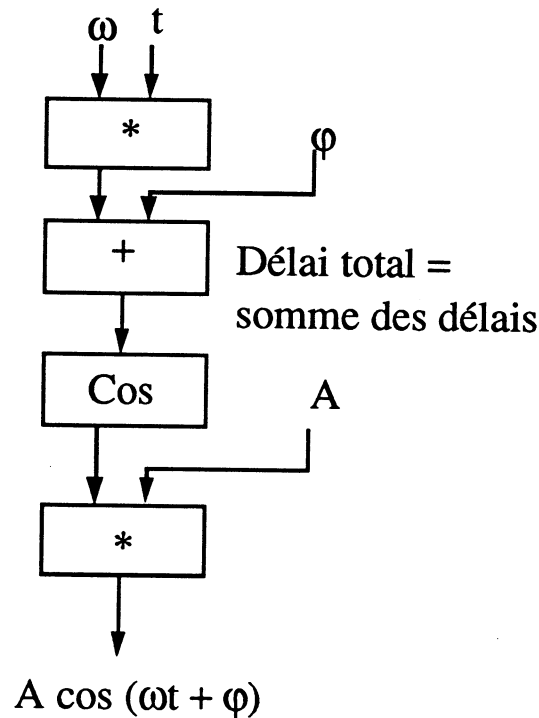 ω t
*
φ
+
Délai total =
somme des délais
Cos
A
*
A cos (ωt + φ)